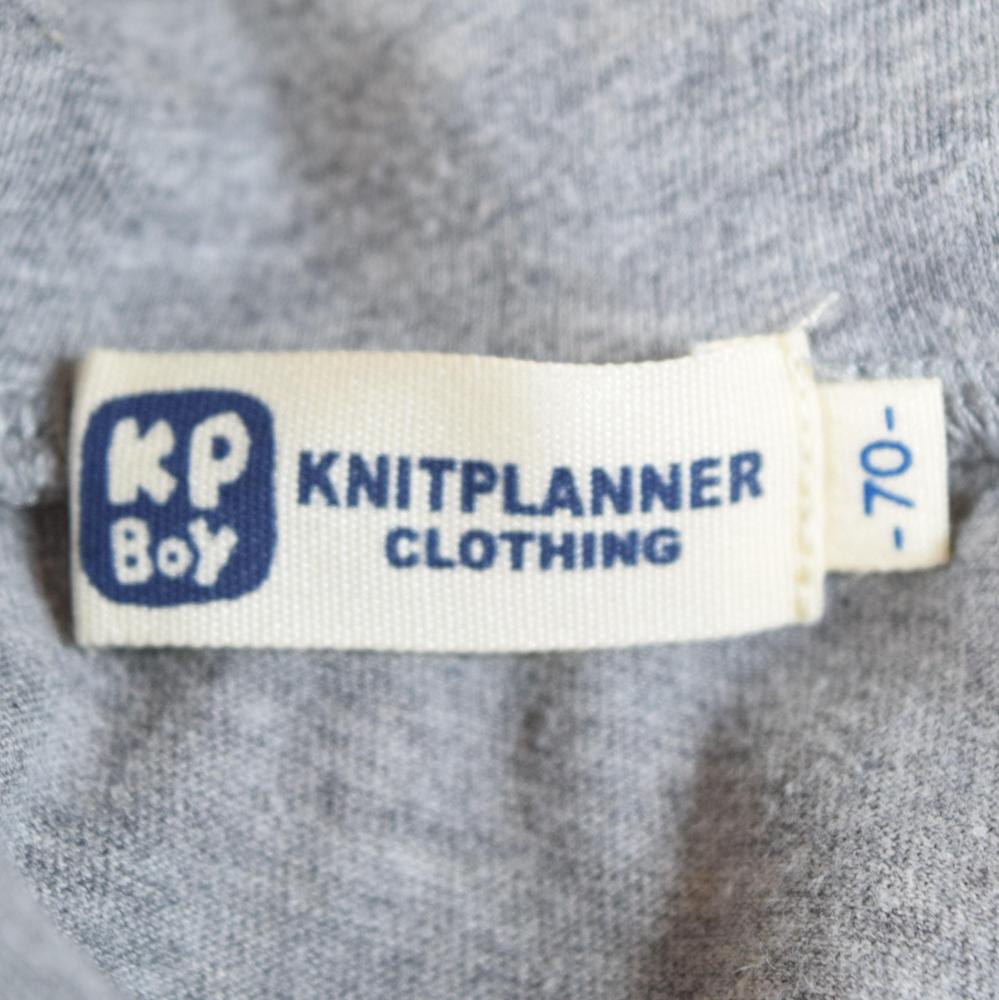 KP
BOY
KNITPLANNER
CLOTHING
-70-